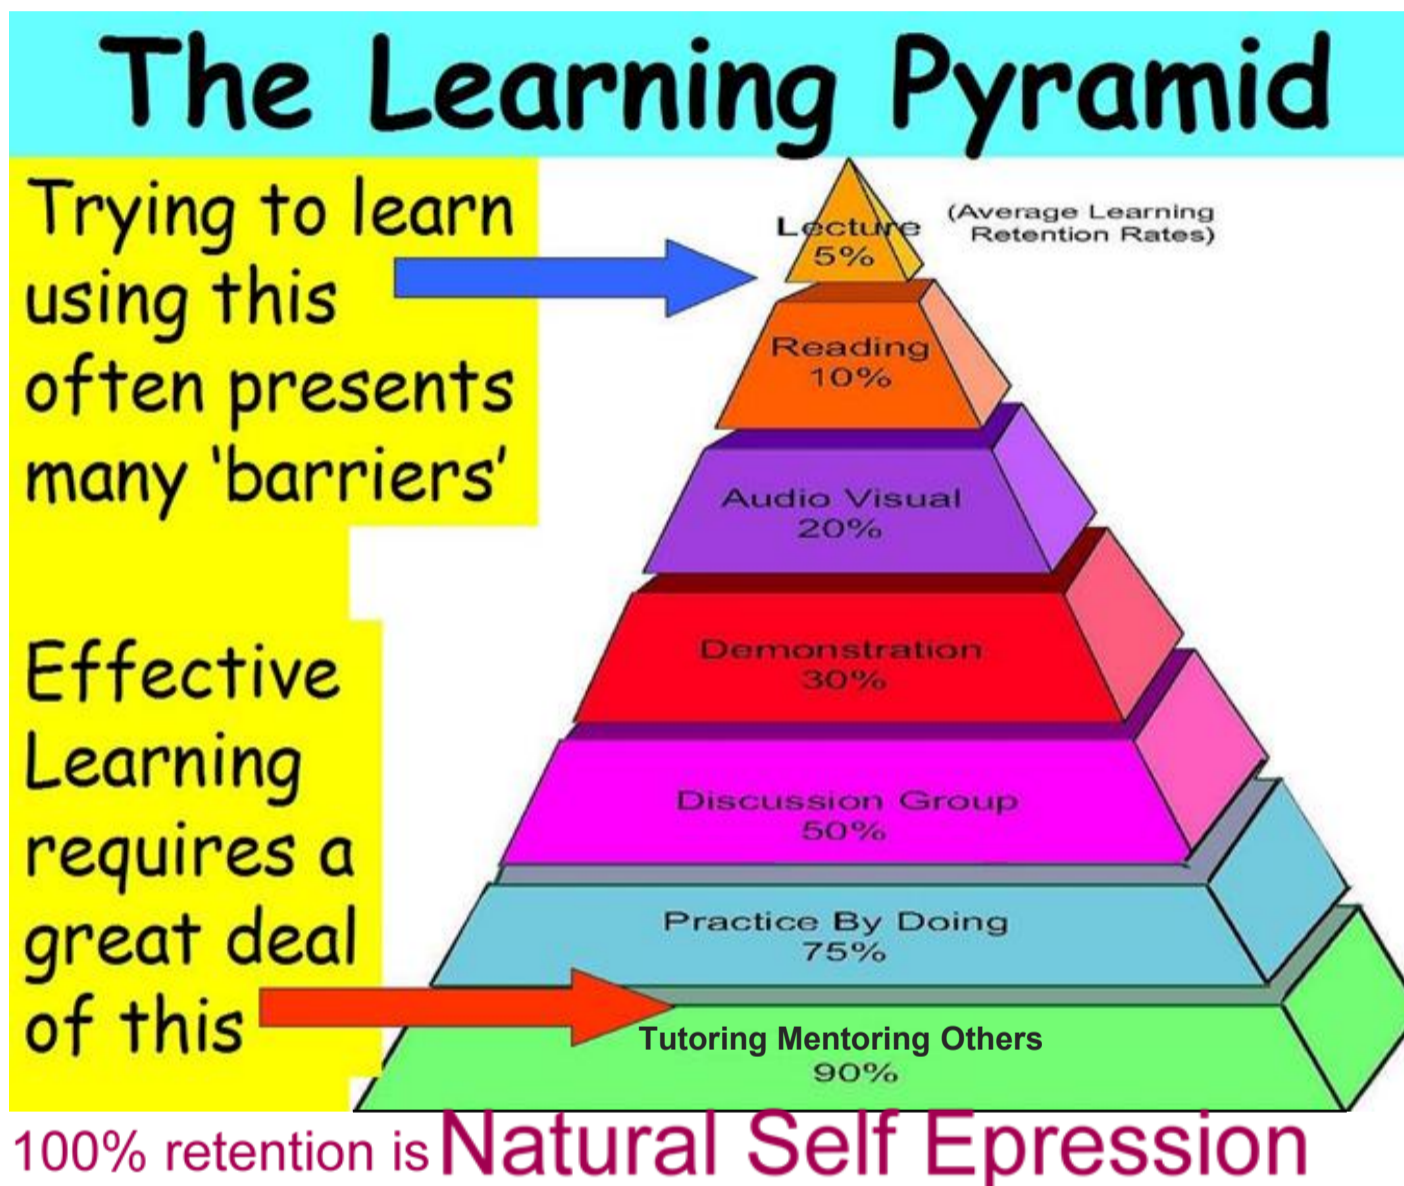 The Learning Pyramid
Trying to learn
using this
often presents
many ‘barriers’
Effective
Learning
requires a
great deal
of this
(Average Learning
Retention Rates)
Lecture
5%
Reading
10%
Audio Visual
20%
Demonstration
30%
Discussion Group
50%
Practice By Doing
75%
Tutoring Mentoring Others
90%
100% retention is Natural Self Epression